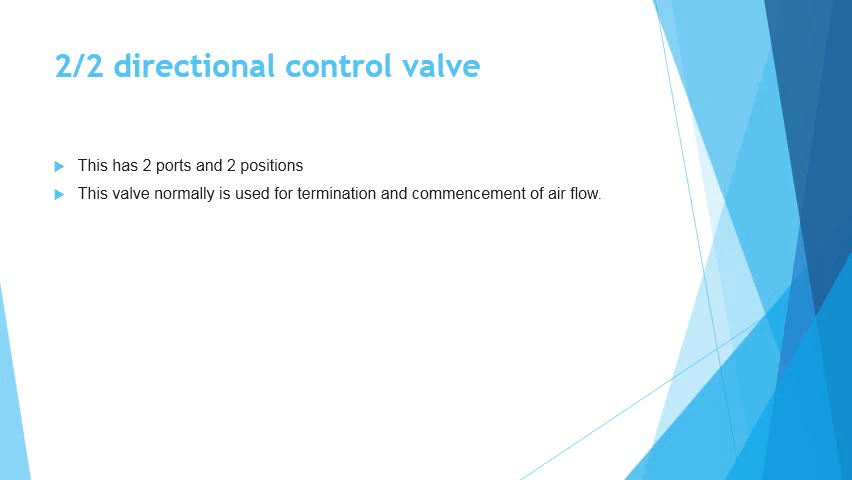 2/2 directional control valve
This has 2 ports and 2 positions
This valve normally is used for termination and commencement of air flow.